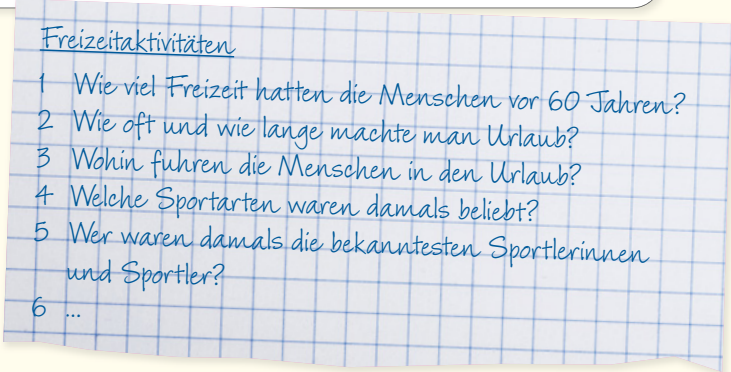 Freizeitaktivitäten
1 Wie viel Freizeit hatten die Menschen vor 60 Jahren?
2 Wie oft und wie lange machte man Urlaub?
3 Wohin fuhren die Menschen in den Urlaub?
4 Welche Sportarten waren damals beliebt?
5 Wer waren damals die bekanntesten Sportlerinnen
und Sportler?
6 ...